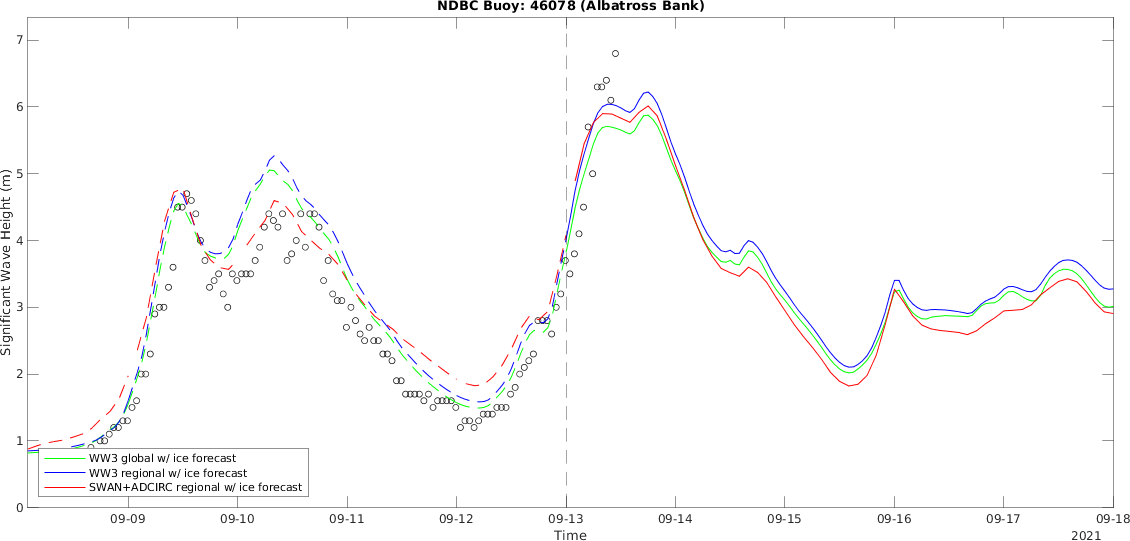 NDBC Buoy: 46078 (Albatross Bank)
Significant Wave Height (m)
7
6
5
4
3
2
1
0
WW3 global w/ ice forecast
WW3 regional w/ ice forecast
SWAN+ADCIRC regional w/ ice forecast
09-09 09-10 09-11 09-12 09-13 09-14 09-15 09-16 09-17 09-18
Time
2021